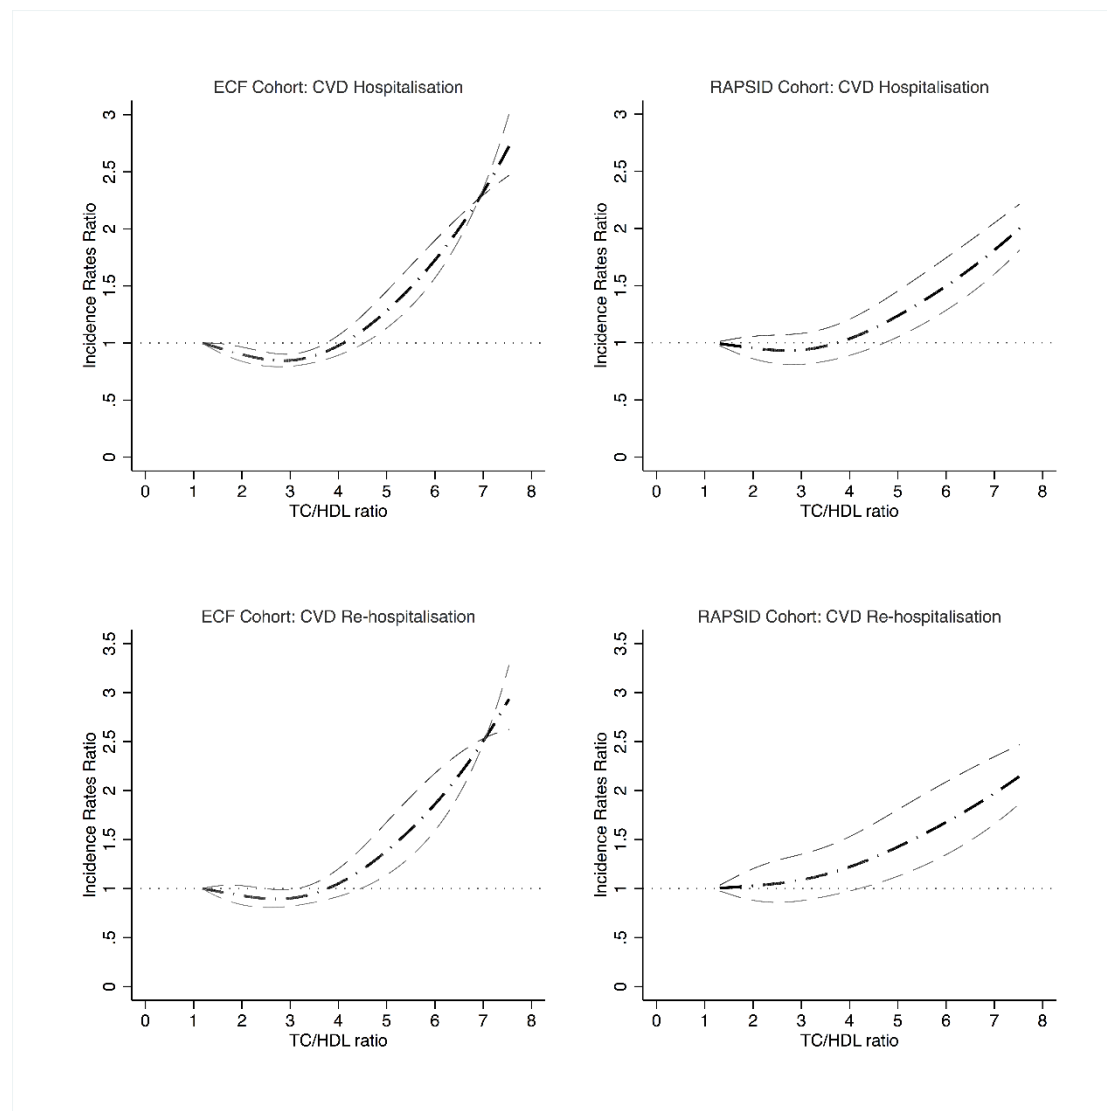 ECF Cohort: CVD Hospitalisation
Incidence Rates Ratio
3
2.5
2
1.5
1
.5
0
0 1 2 3 4 5 6 7 8
TC/HDL ratio
RAPSID Cohort: CVD Hospitalisation
Incidence Rates Ratio
3
2.5
2
1.5
1
.5
0
0 1 2 3 4 5 6 7 8
TC/HDL ratio
ECF Cohort: CVD Re-hospitalisation
Incidence Rates Ratio
3.5
3
2.5
2
1.5
1
.5
0
0 1 2 3 4 5 6 7 8
TC/HDL ratio
RAPSID Cohort: CVD Re-hospitalisation
Incidence Rates Ratio
3.5
3
2.5
2
1.5
1
.5
0
0 1 2 3 4 5 6 7 8
TC/HDL ratio